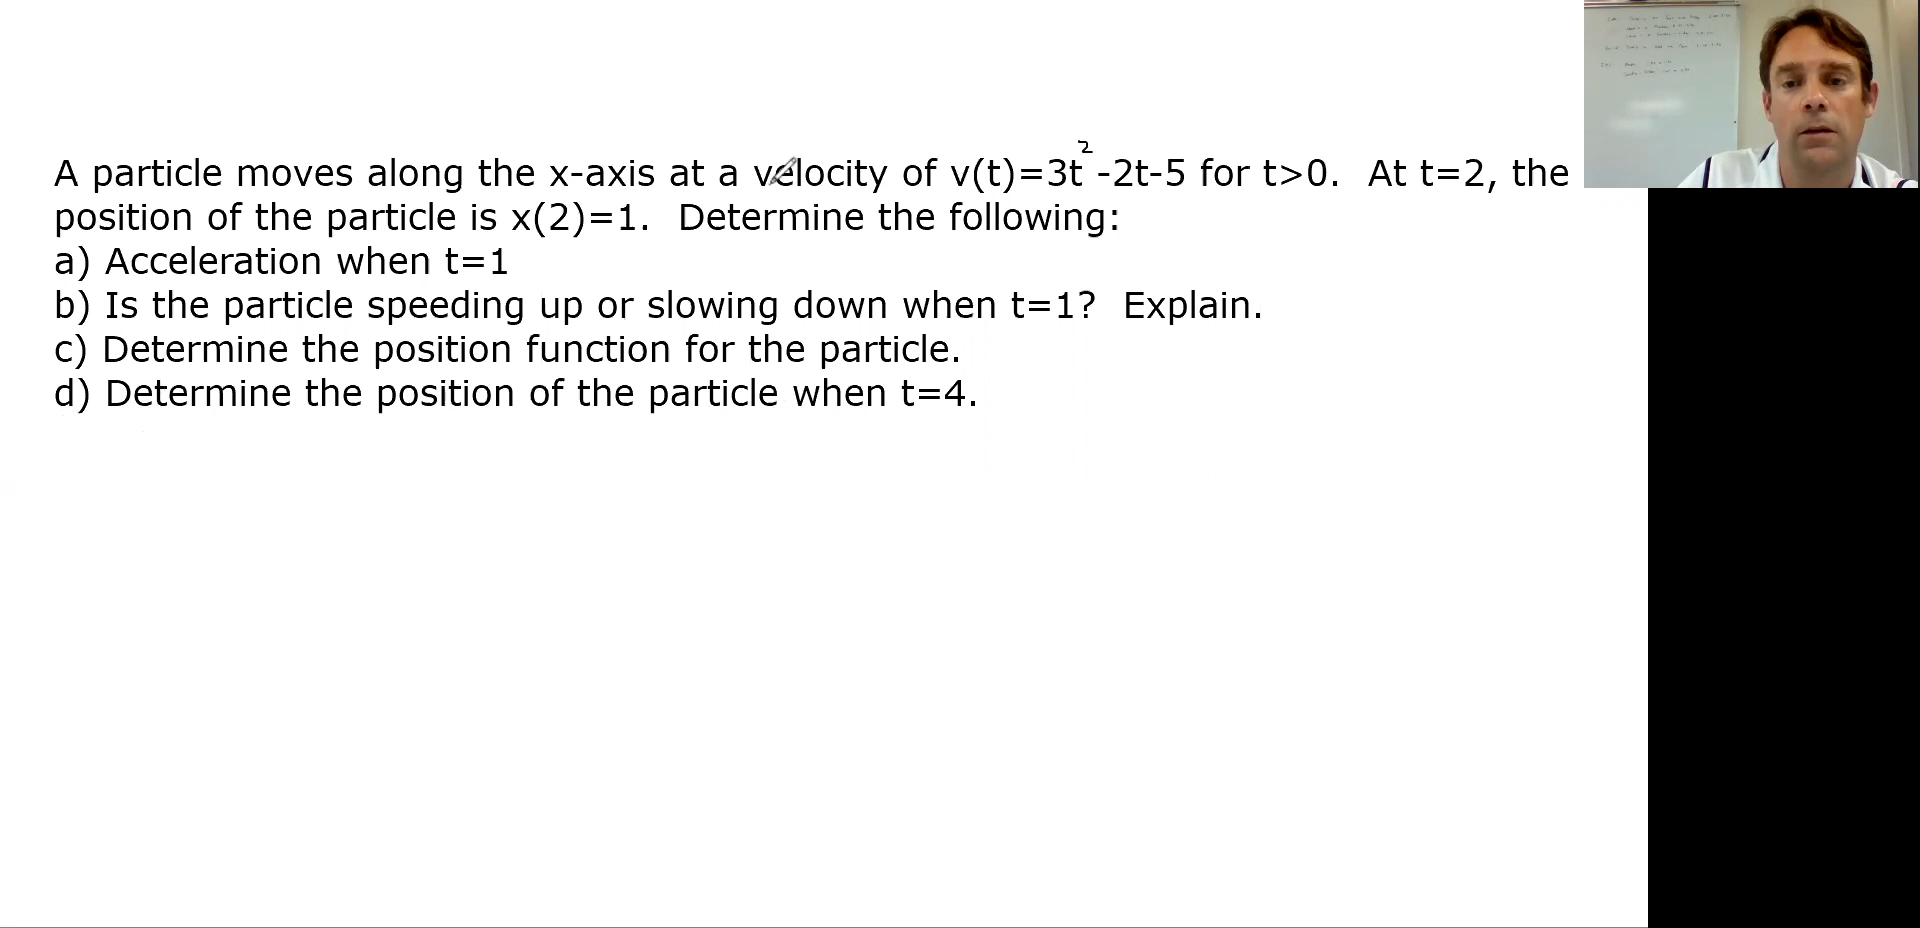 A particle moves along the x-axis at a velocity of v(t)=3t²-2t-5 for t>0.  At t=2, the
position of the particle is x(2)=1.  Determine the following:
a) Acceleration when t=1
b) Is the particle speeding up or slowing down when t=1?  Explain.
c) Determine the position function for the particle.
d) Determine the position of the particle when t=4.